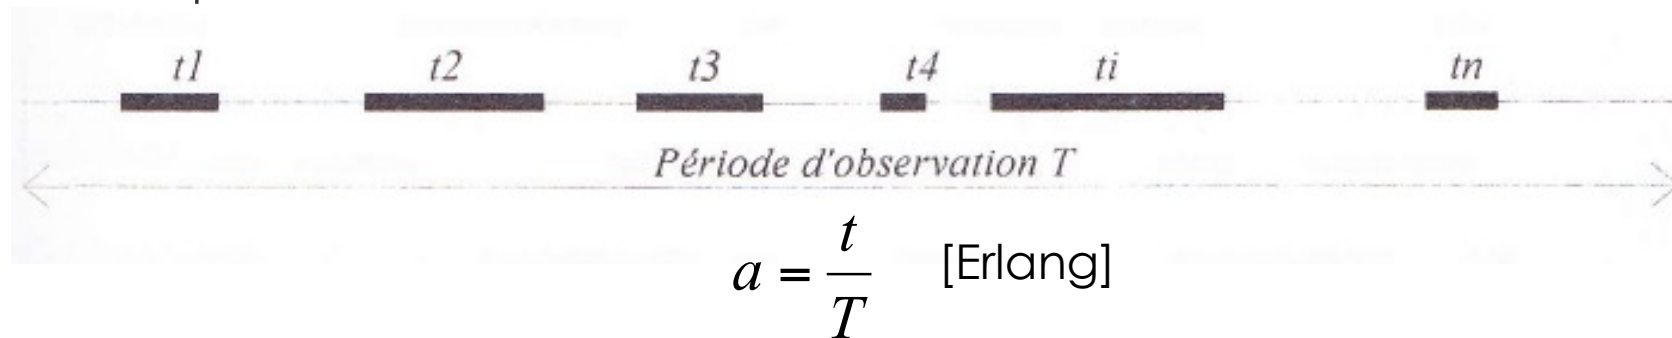 t1 t2 t3 t4 ti tn
Période d'observation T
a = t/T [Erlang]